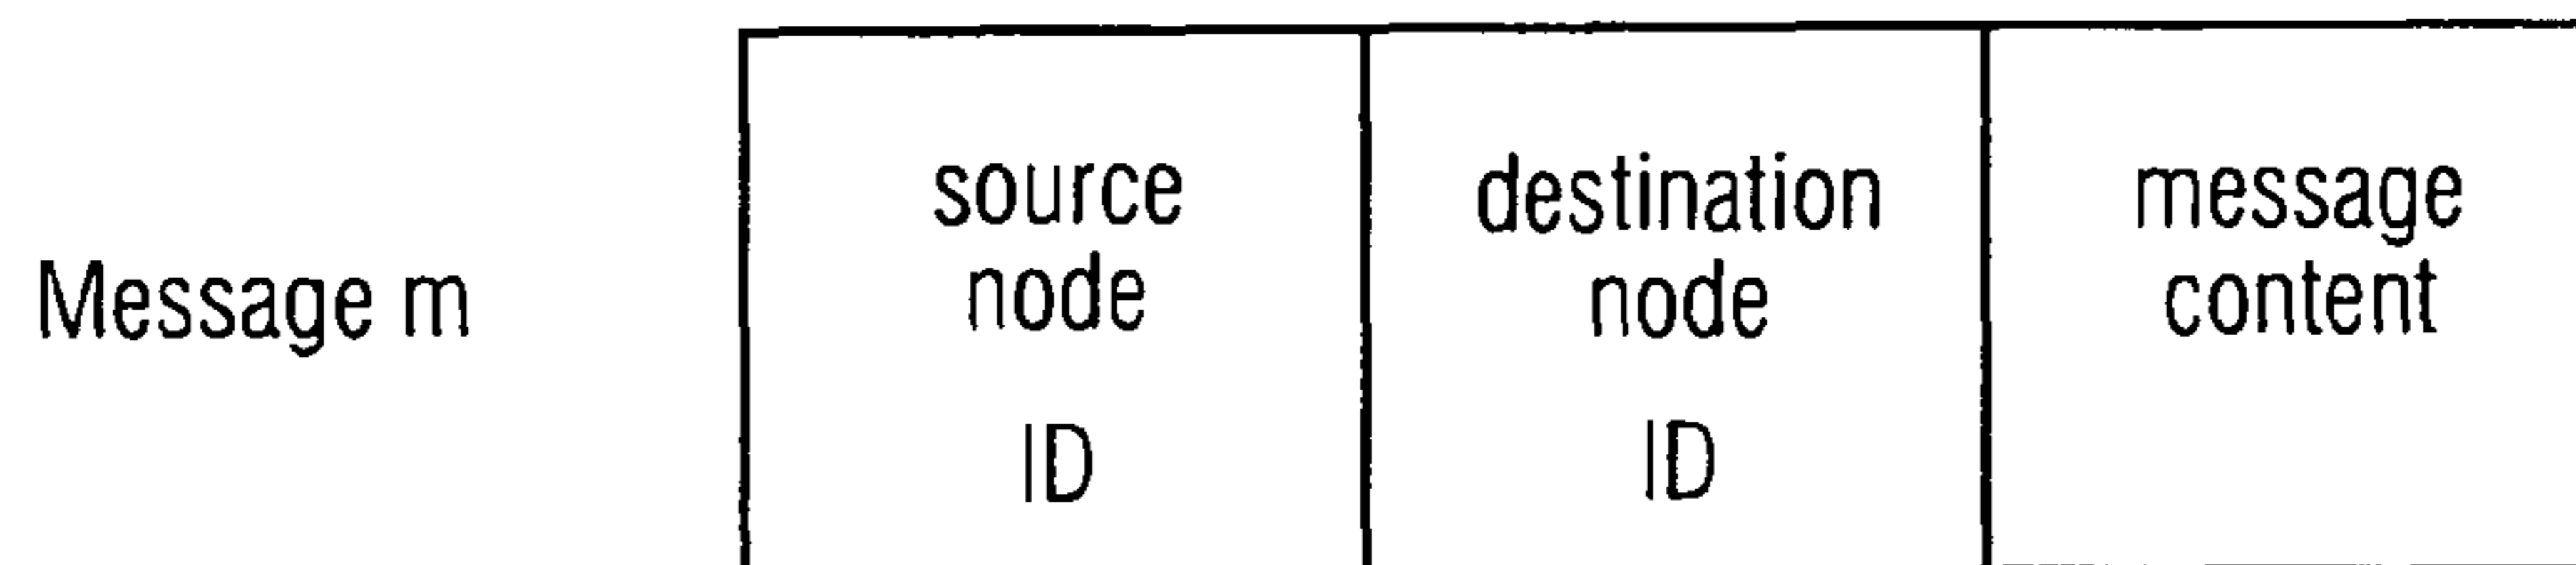 Message m
source
node
ID
destination
node
ID
message
content